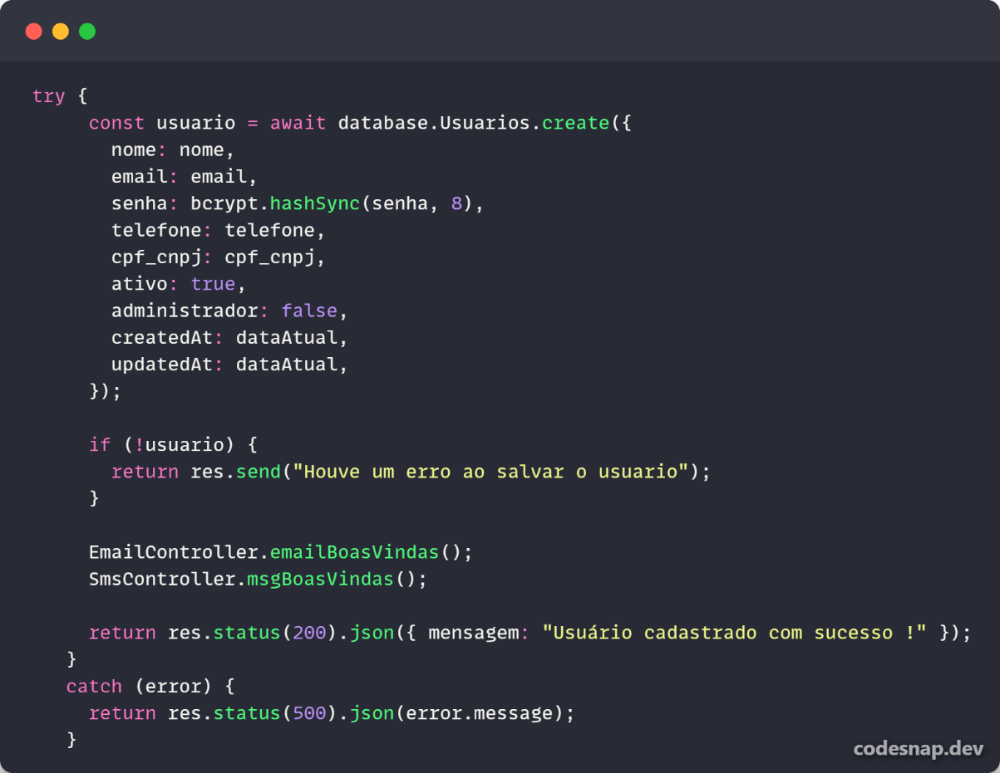 try {
const usuario = await database.Usuarios.create({
nome: nome,
email: email,
senha: bcrypt.hashSync(senha, 8),
telefone: telefone,
cpf_cnpj: cpf_cnpj,
ativo: true,
administrador: false,
createdAt: dataAtual,
updatedAt: dataAtual,
});
if (!usuario) {
return res.send("Houve um erro ao salvar o usuario");
}
EmailController.emailBoasVindas();
SmsController.msgBoasVindas();
return res.status(200).json({ mensagem: "Usuário cadastrado com sucesso !" });
}
catch (error) {
return res.status(500).json(error.message);
}
codesnap.dev